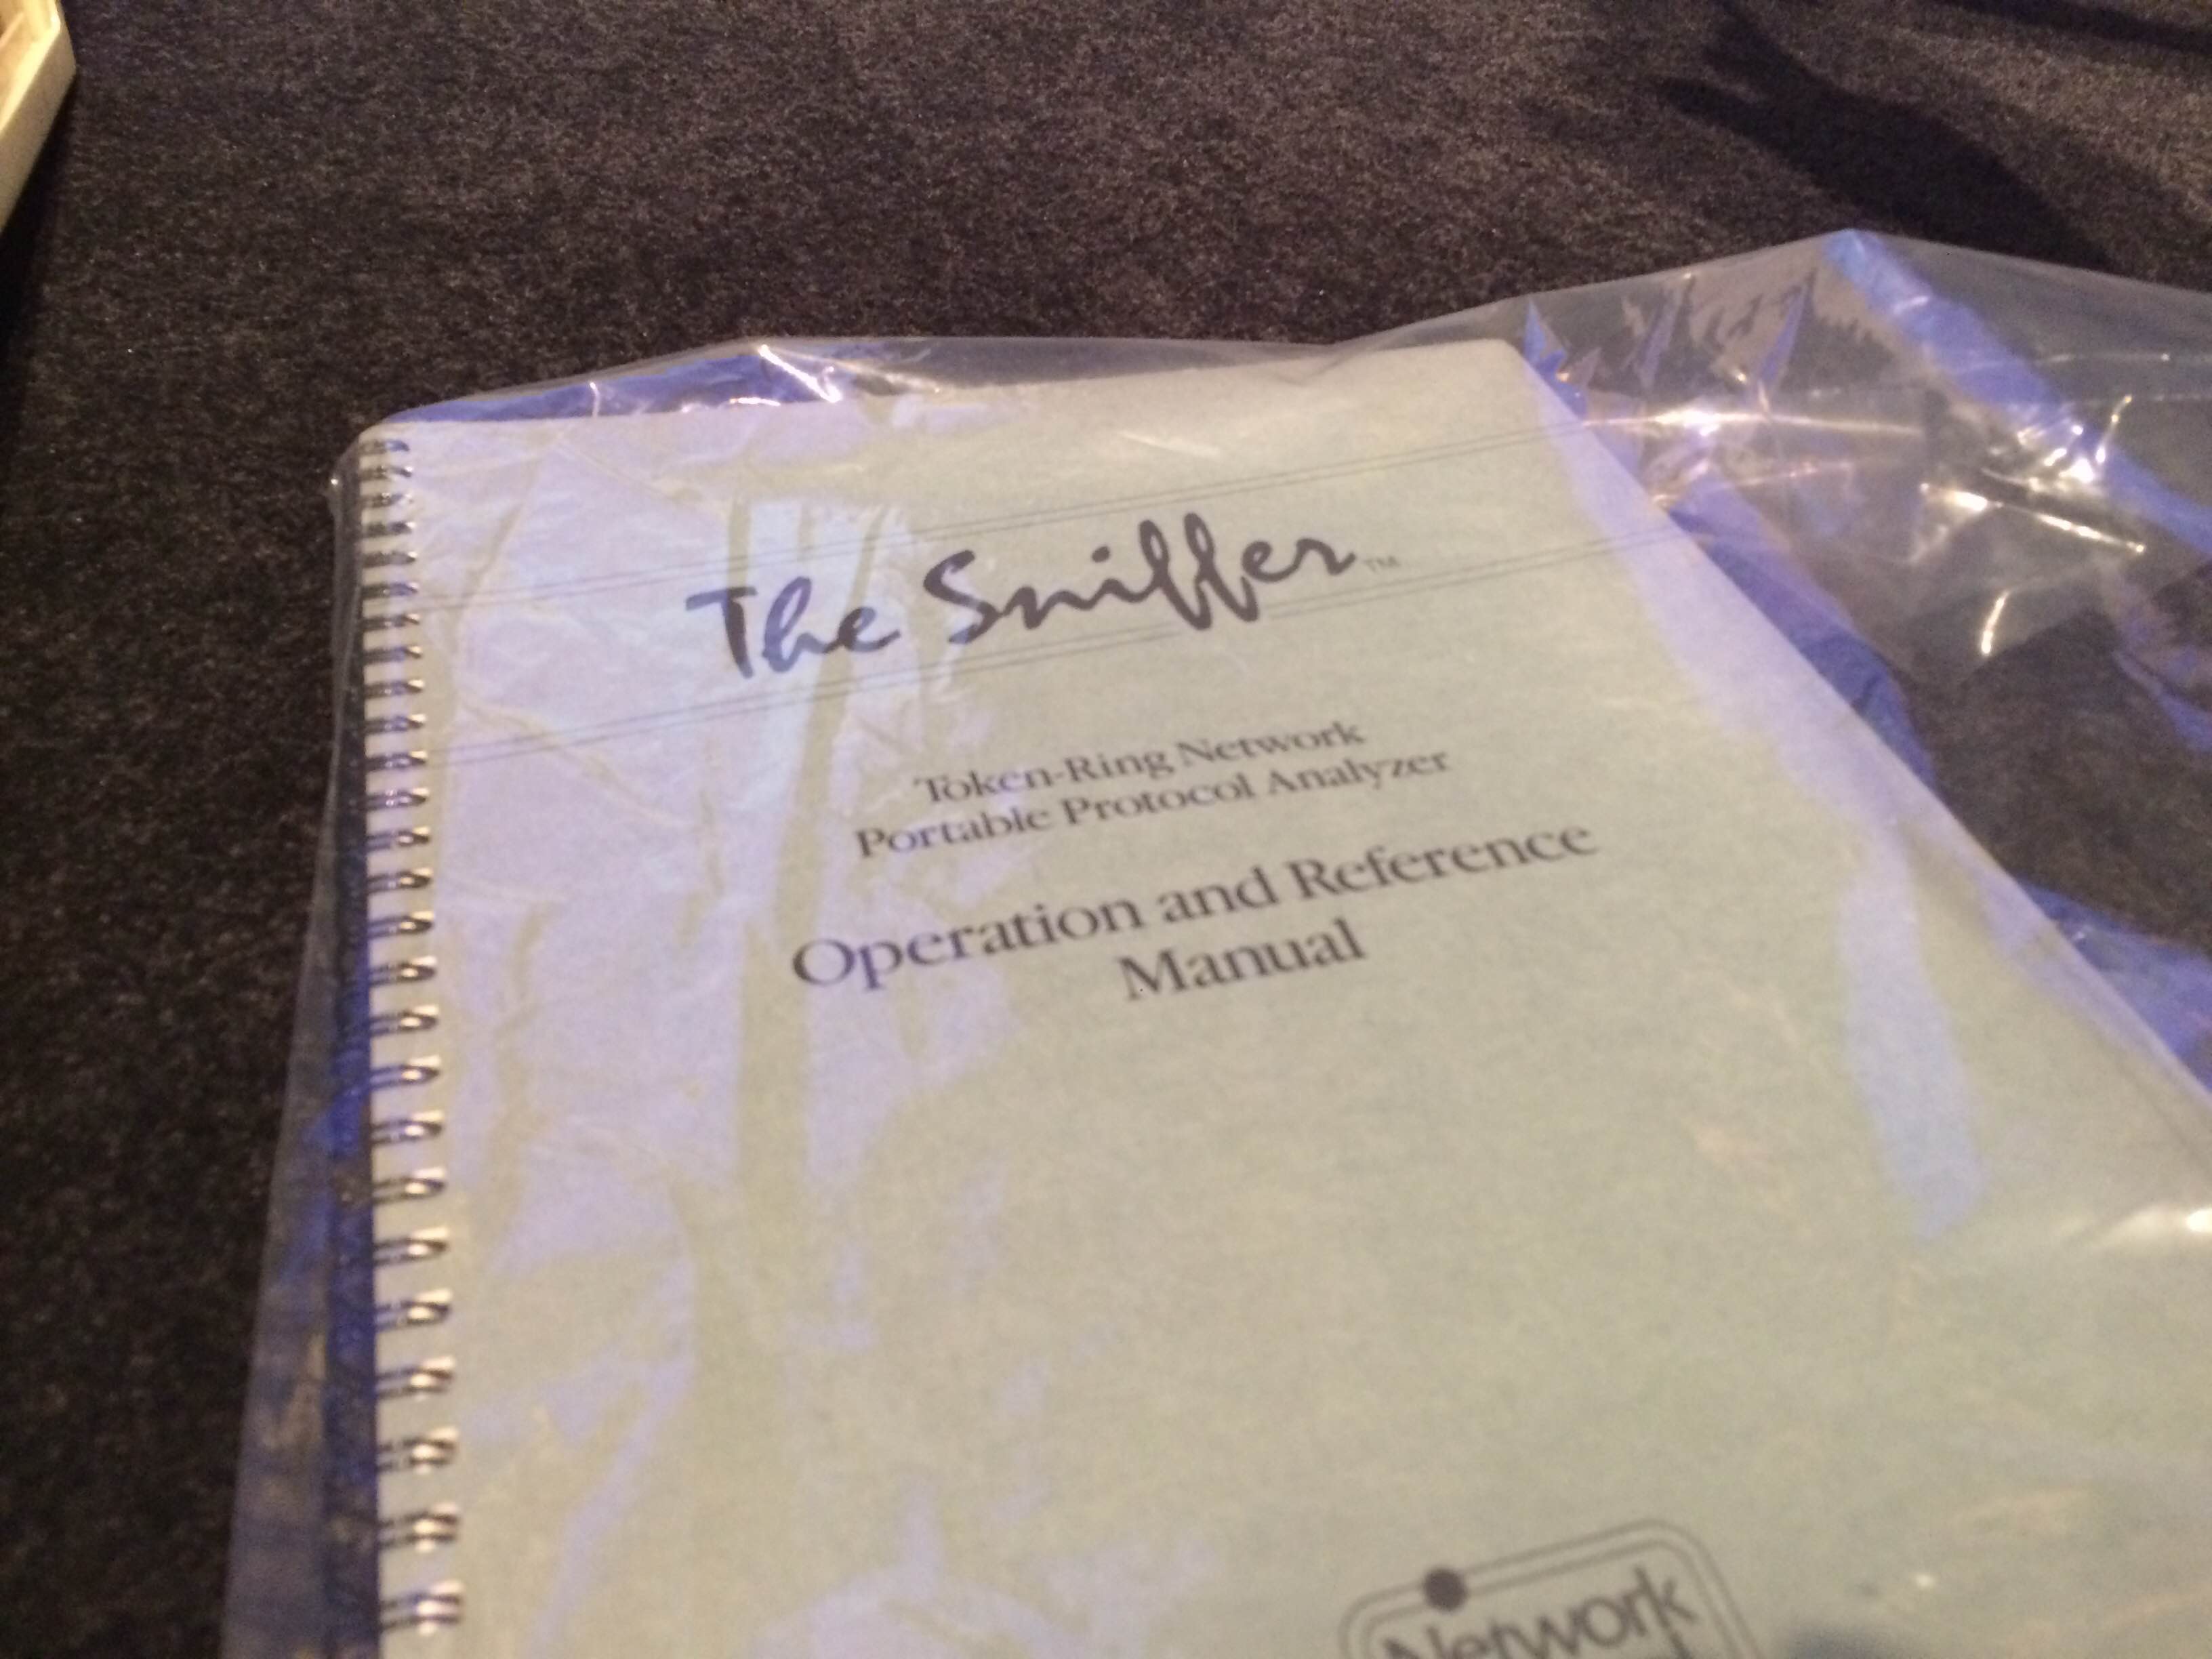 The Sniffer™
Token-Ring Network
Portable Protocol Analyzer
Operation and Reference
Manual
Network